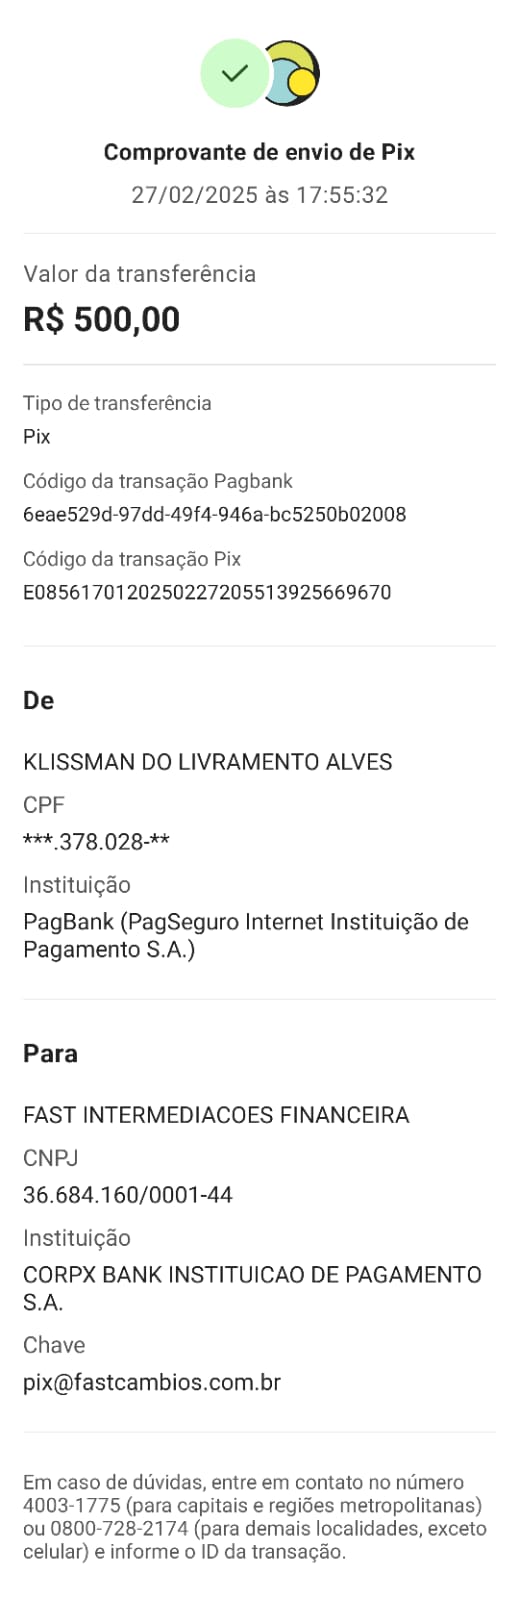 Comprovante de envio de Pix
27/02/2025 às 17:55:32
Valor da transferência
R$ 500,00
Tipo de transferência
Pix
Código da transação Pagbank
6eae529d-97dd-49f4-946a-bc5250b02008
Código da transação Pix
E0856170120250227205513925669670
De
KLISSMAN DO LIVRAMENTO ALVES
CPF
***.378.028-**
Instituição
PagBank (PagSeguro Internet Instituição de
Pagamento S.A.)
Para
FAST INTERMEDIACOES FINANCEIRA
CNPJ
36.684.160/0001-44
Instituição
CORPX BANK INSTITUICAO DE PAGAMENTO
S.A.
Chave
pix@fastcambios.com.br
Em caso de dúvidas, entre em contato no número
4003-1775 (para capitais e regiões metropolitanas)
ou 0800-728-2174 (para demais localidades, exceto
celular) e informe o ID da transação.